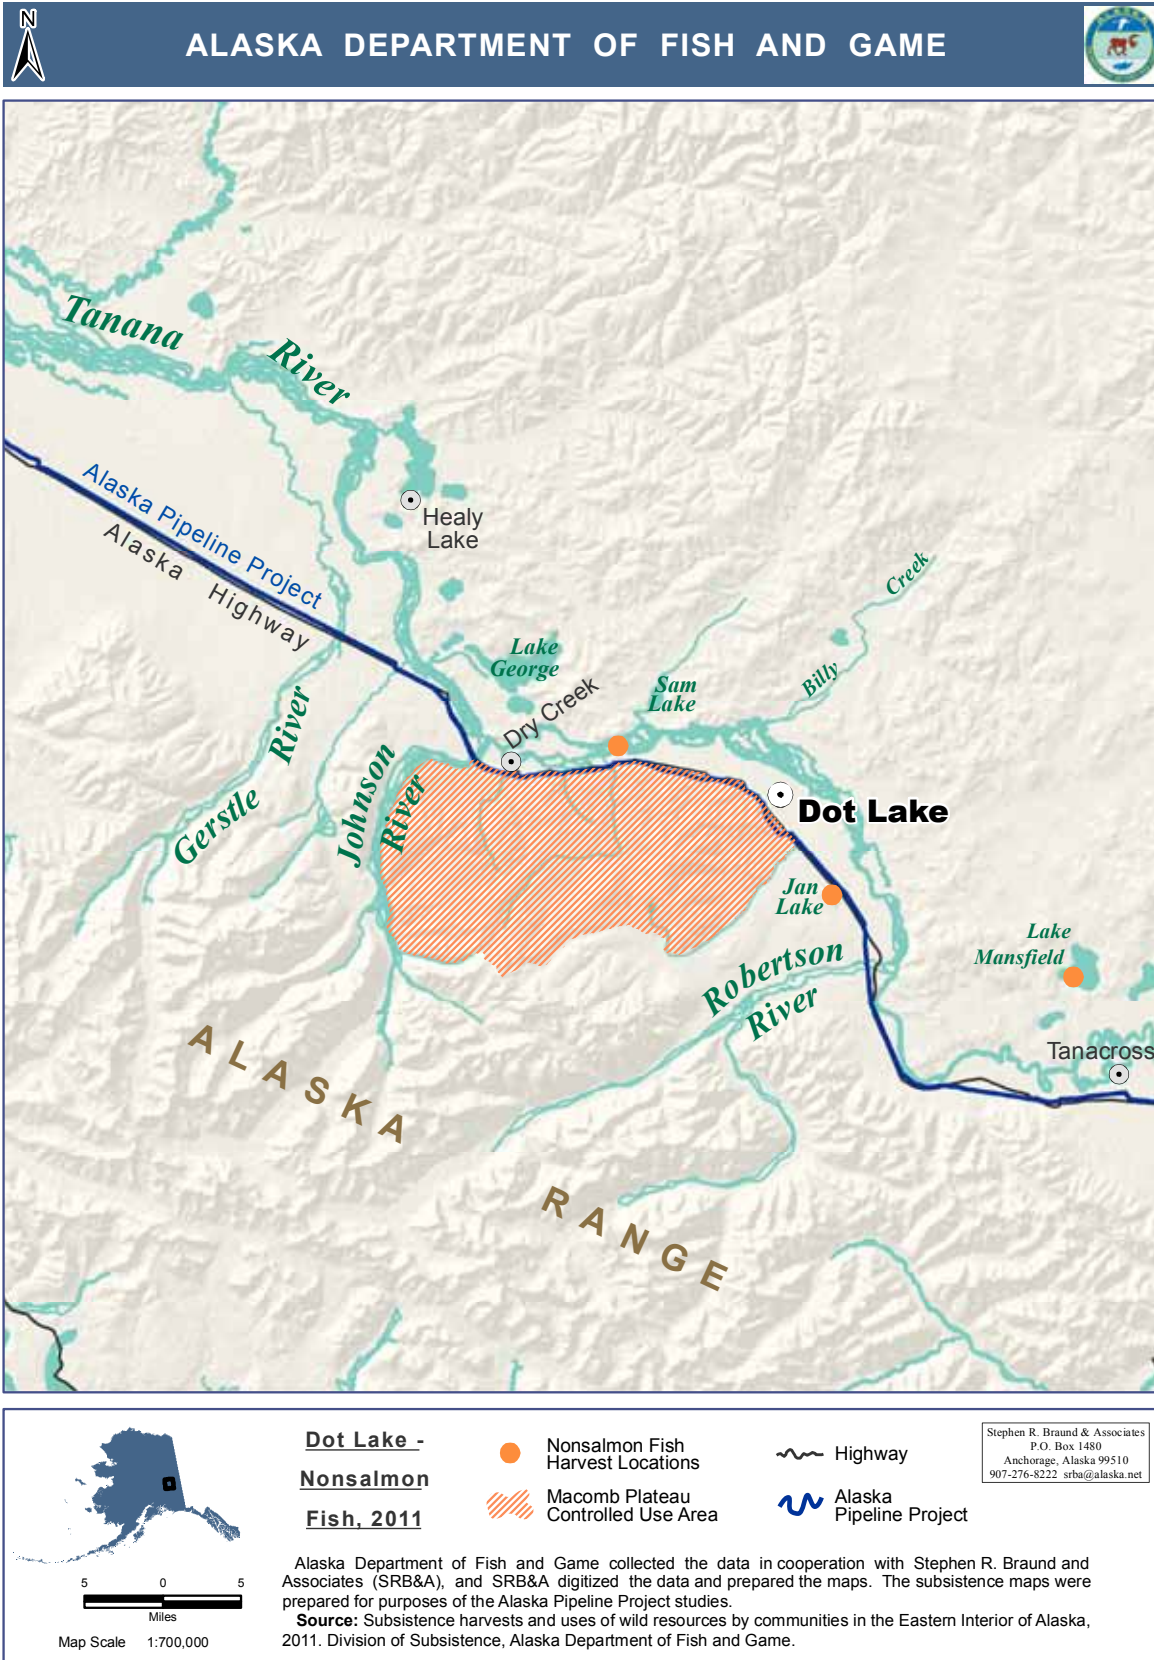 N
ALASKA DEPARTMENT OF FISH AND GAME
Tanana
River
Alaska Pipeline Project
Alaska Highway
Healy
Lake
Creek
Billy
Lake
George
Sam
Lake
Dry Creek
River
Gerstle
Johnson
River
Dot Lake
Jan
Lake
Lake
Mansfield
Robertson
River
Tanacross
ALASKA
RANGE
Dot Lake -
Nonsalmon
Fish, 2011
Nonsalmon Fish
Harvest Locations
Macomb Plateau
Controlled Use Area
Highway
Alaska
Pipeline Project
Stephen R. Braund & Associates
P.O. Box 1480
Anchorage, Alaska 99510
907-276-8222 srba@alaska.net
5 0 5
Miles
Map Scale 1:700,000
Alaska Department of Fish and Game collected the data in cooperation with Stephen R. Braund and
Associates (SRB&A), and SRB&A digitized the data and prepared the maps. The subsistence maps were
prepared for purposes of the Alaska Pipeline Project studies.
Source: Subsistence harvests and uses of wild resources by communities in the Eastern Interior of Alaska,
2011. Division of Subsistence, Alaska Department of Fish and Game.